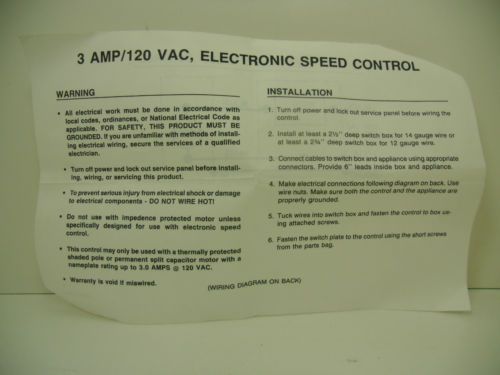 3 AMP/120 VAC, ELECTRONIC SPEED CONTROL
WARNING
• All electrical work must be done in accordance with
local codes, ordinances, or National Electrical Code as
applicable. FOR SAFETY, THIS PRODUCT MUST BE
GROUNDED. If you are unfamiliar with methods of install-
ing electrical wiring, secure the services of a qualified
electrician.
• Turn off power and lock out service panel before install-
ing, wiring, or servicing this product.
• To prevent serious injury from electrical shock or damage
to electrical components - DO NOT WIRE HOT!
• Do not use with impedence protected motor unless
specifically designed for use with electronic speed
control.
• This control may only be used with a thermally protected
shaded pole or permanent split capacitor motor with a
nameplate rating up to 3.0 AMPS @ 120 VAC.
• Warranty is void if miswired.
INSTALLATION
1. Turn off power and lock out service panel before wiring the
control.
2. Install at least a 2½" deep switch box for 14 gauge wire or
at least a 2¾" deep switch box for 12 gauge wire.
3. Connect cables to switch box and appliance using appropriate
connectors. Provide 6" leads inside box and appliance.
4. Make electrical connections following diagram on back. Use
wire nuts. Make sure both the control and the appliance are
properly grounded.
5. Tuck wires into switch box and fasten the control to box us-
ing attached screws.
6. Fasten the switch plate to the control using the short screws
from the parts bag.
(WIRING DIAGRAM ON BACK)